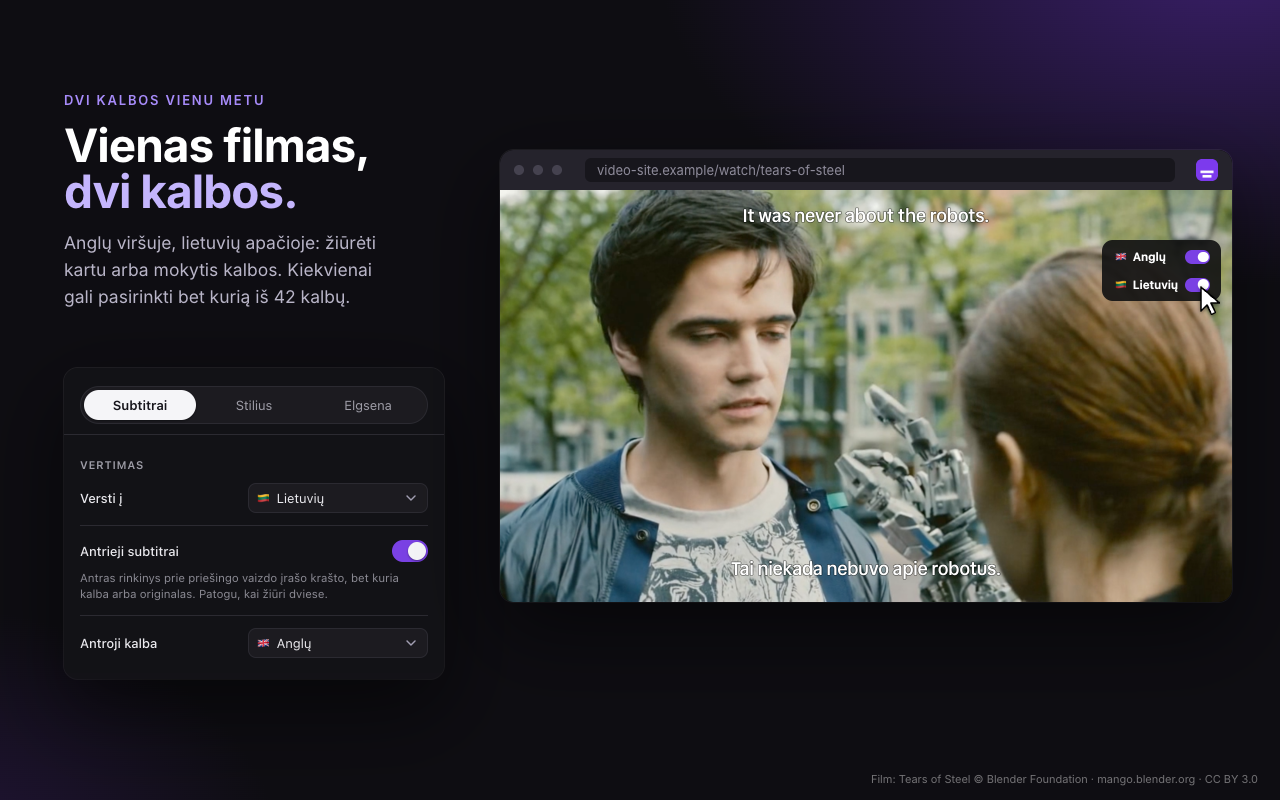 DVI KALBOS VIENU METU
Vienas filmas,
dvi kalbos.
Anglų viršuje, lietuvių apačioje: žiūrėti
kartu arba mokytis kalbos. Kiekvienai
gali pasirinkti bet kurią iš 42 kalbų.
Subtitrai Stilius Elgsena
VERTIMAS
Versti į Lietuvių
Antrieji subtitrai
Antras rinkinys prie priešingo vaizdo įrašo krašto, bet kuria
kalba arba originalas. Patogu, kai žiūri dviese.
Antroji kalba Anglų
video-site.example/watch/tears-of-steel
It was never about the robots.
Anglų
Lietuvių
Tai niekada nebuvo apie robotus.
Film: Tears of Steel © Blender Foundation · mango.blender.org · CC BY 3.0